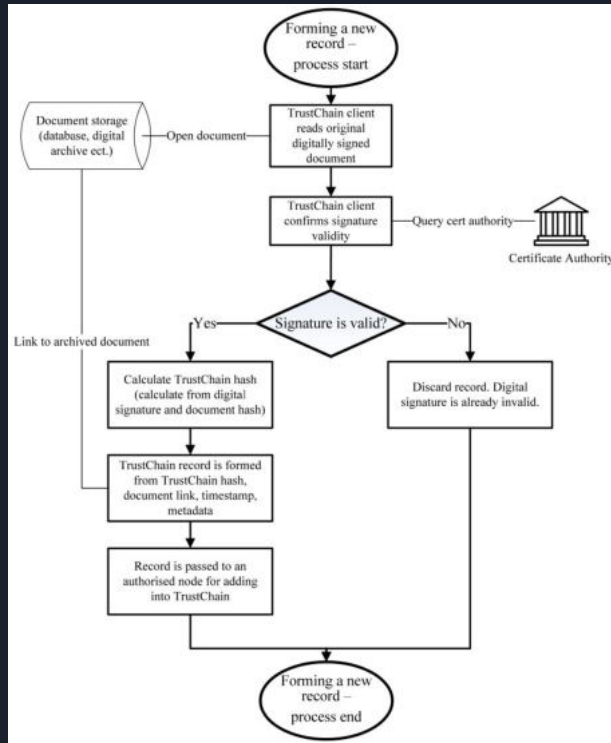 Forming a new
record –
process start
Document storage
(database, digital
archive ect.)
Open document
TrustChain client
reads original
digitally signed
document
TrustChain client
confirms signature
validity
Query cert authority
Certificate Authority
Yes
Signature is valid?
No
Link to archived document
Calculate TrustChain hash
(calculate from digital
signature and document hash)
Discard record. Digital
signature is already invalid.
TrustChain record is formed
from TrustChain hash,
document link, timestamp,
metadata
Record is passed to an
authorised node for adding
into TrustChain
Forming a new
record –
process end